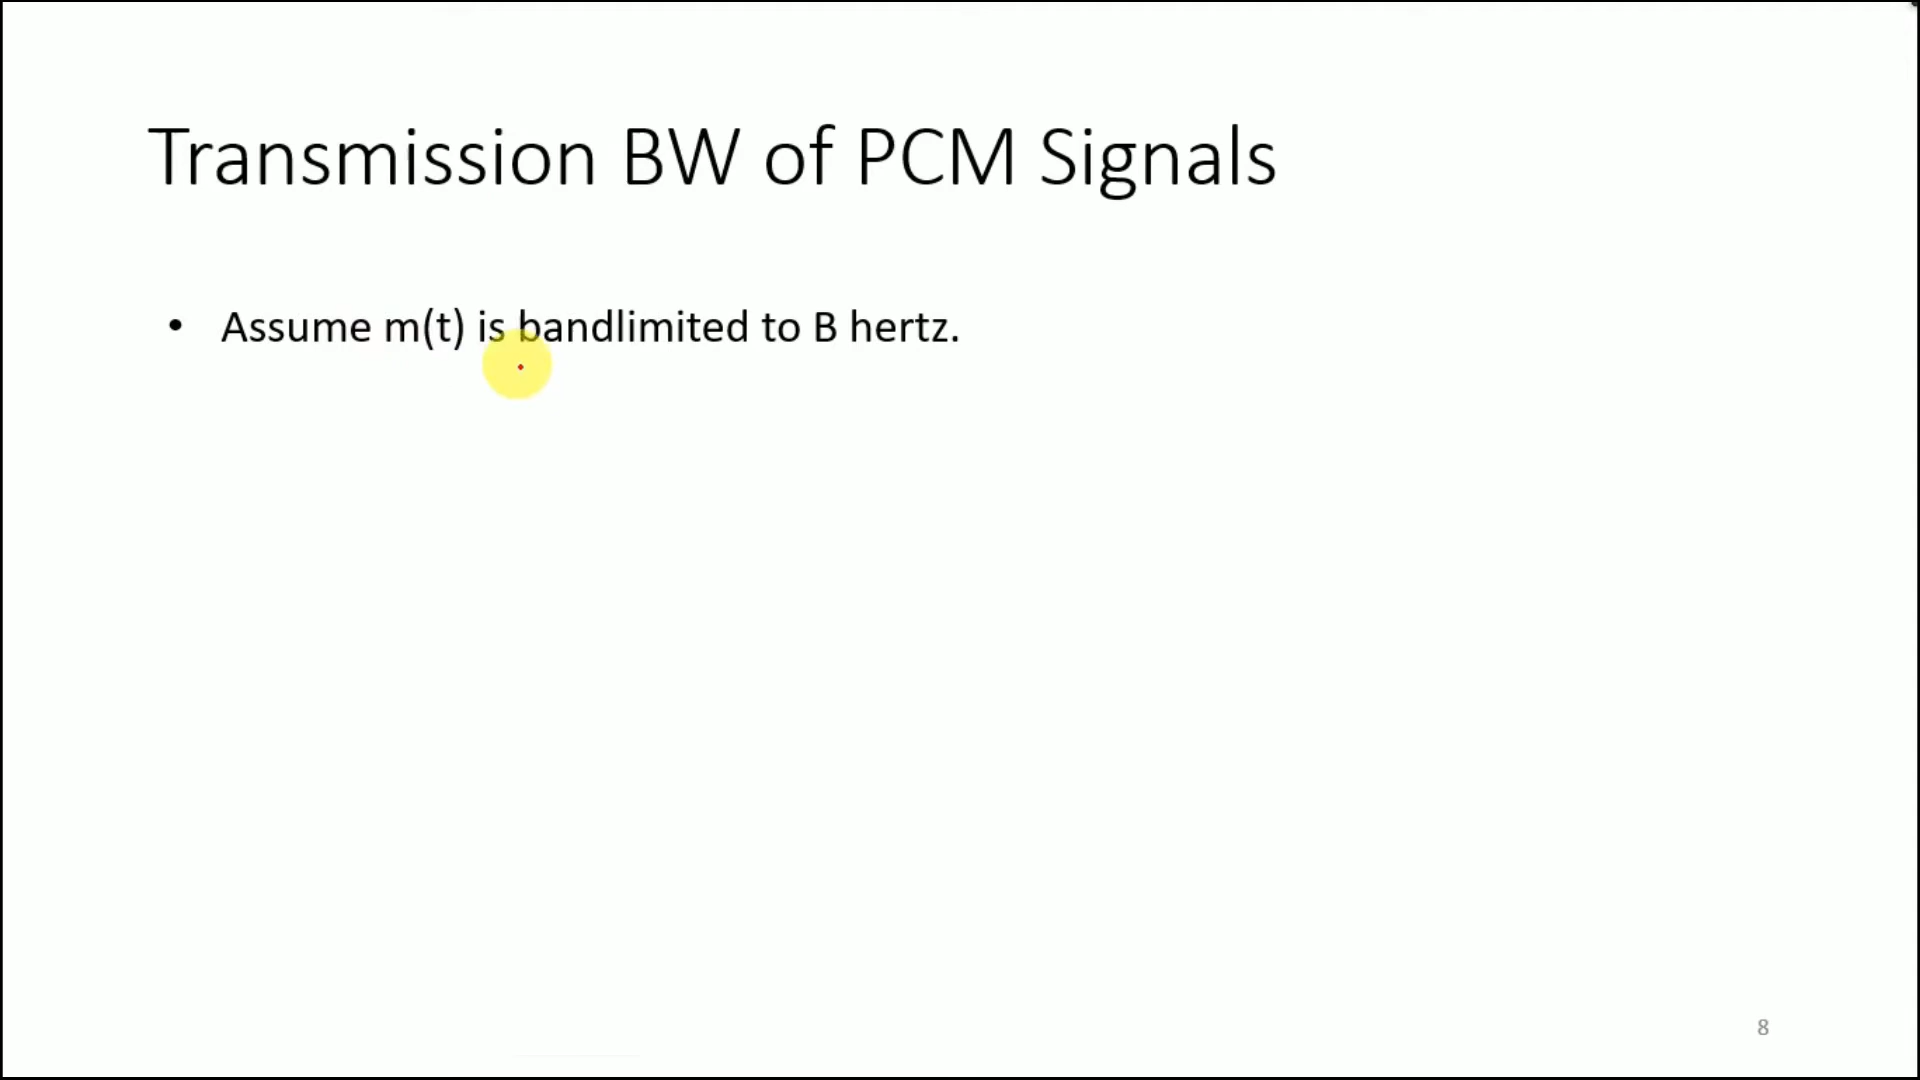 Transmission BW of PCM Signals
• Assume m(t) is bandlimited to B hertz.
8